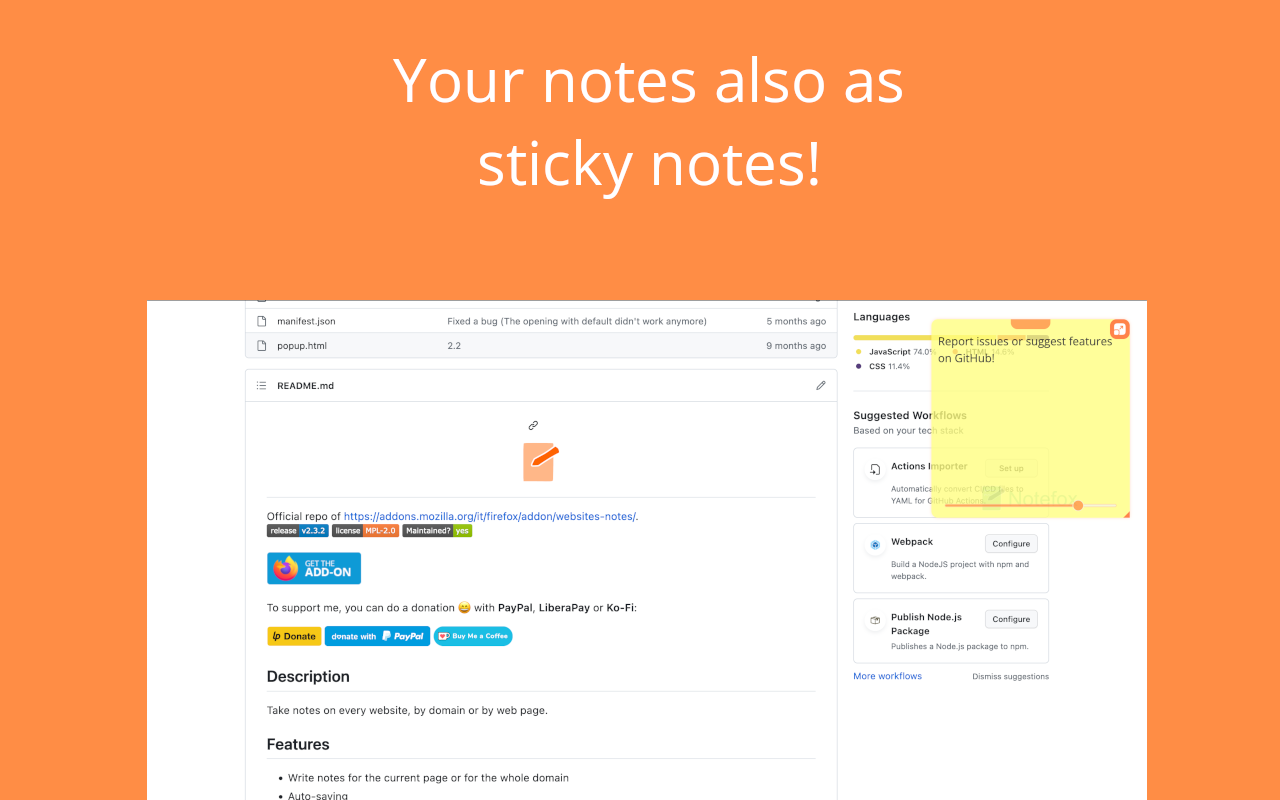 Your notes also as
sticky notes!
manifest.json Fixed a bug (The opening with default didn't work anymore) 5 months ago
popup.html 2.2 9 months ago
README.md
Official repo of https://addons.mozilla.org/it/firefox/addon/websites-notes/.
release v2.3.2 license MPL-2.0 Maintained? yes
GET THE
ADD-ON
To support me, you can do a donation 😄 with PayPal, LiberaPay or Ko-Fi:
lp Donate donate with PayPal Buy Me a Coffee
Description
Take notes on every website, by domain or by web page.
Features
• Write notes for the current page or for the whole domain
• Auto-saving
Languages
JavaScript 74.0% HTML 14.6%
CSS 11.4%
Report issues or suggest features
on GitHub!
Suggested Workflows
Based on your tech stack
Actions Importer Set up
Automatically convert CI/CD files to
YAML for GitHub Actions.
Notefox
Webpack Configure
Build a NodeJS project with npm and
webpack.
Publish Node.js
Package Configure
Publishes a Node.js package to npm.
More workflows Dismiss suggestions